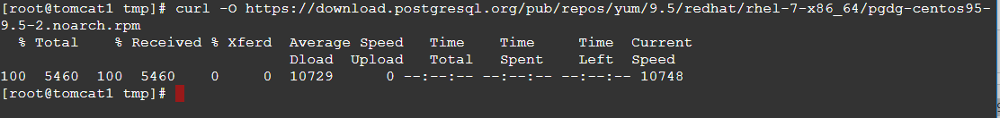 [root@tomcat1 tmp]# curl -O https://download.postgresql.org/pub/repos/yum/9.5/redhat/rhel-7-x86_64/pgdg-centos95-
9.5-2.noarch.rpm
  % Total    % Received % Xferd  Average Speed   Time    Time     Time  Current
                                 Dload  Upload   Total   Spent    Left  Speed
100  5460  100  5460    0     0  10729      0 --:--:-- --:--:-- --:--:-- 10748
[root@tomcat1 tmp]#